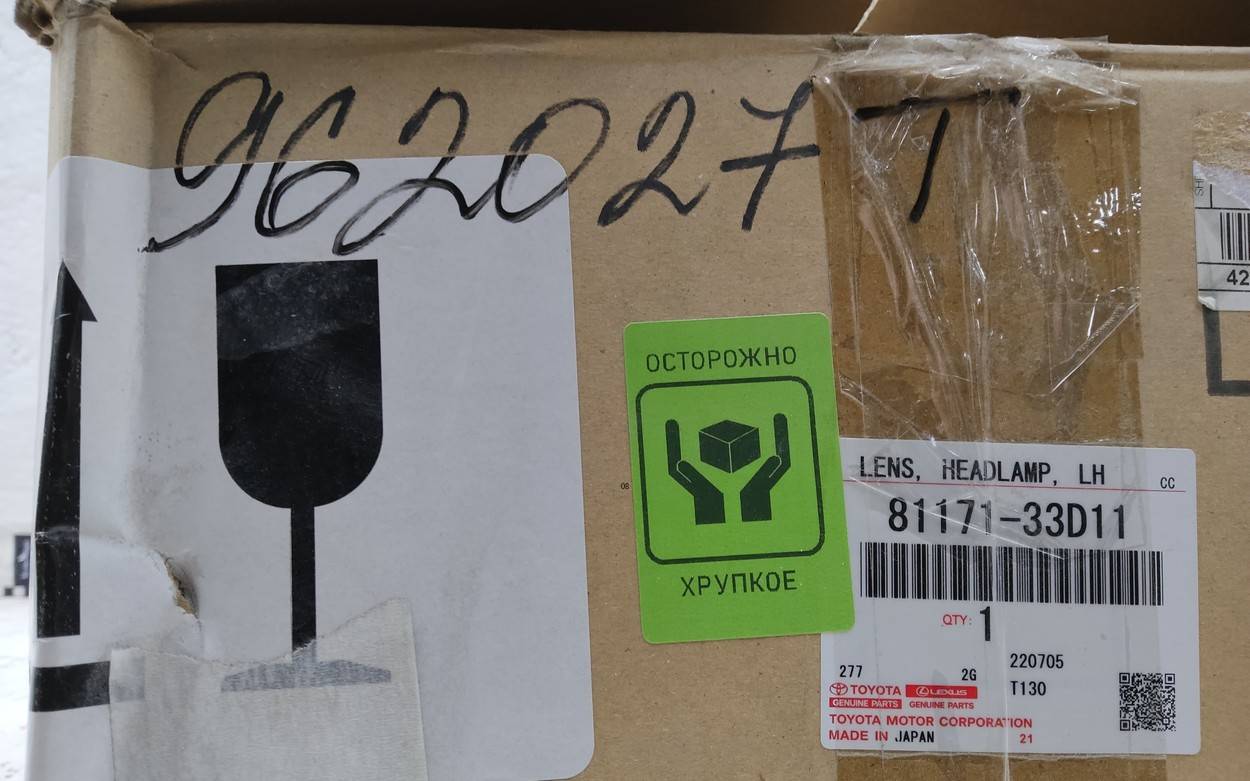 962027 T
42
ОСТОРОЖНО
ХРУПКОЕ
08
LENS, HEADLAMP, LH
CC
81171-33D11
QTY: 1
277 2G 220705
TOYOTA LEXUS T130
GENUINE PARTS GENUINE PARTS
TOYOTA MOTOR CORPORATION
MADE IN JAPAN 21